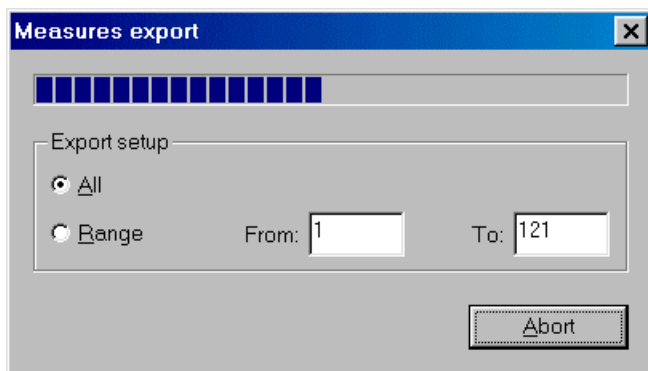 Measures export
Export setup
All
Range From: 1 To: 121
Abort